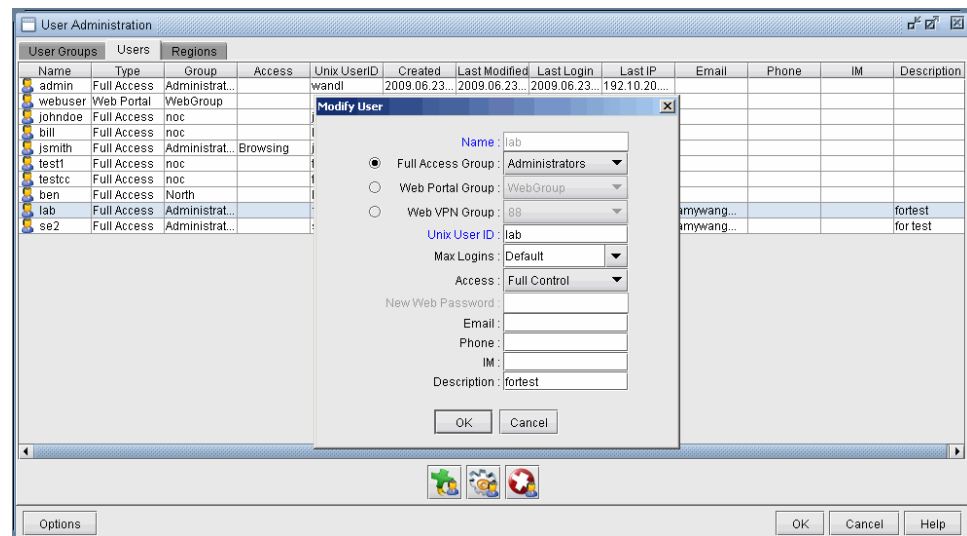 User Administration
User Groups Users Regions
Name Type Group Access Unix UserID Created Last Modified Last Login Last IP Email Phone IM Description
admin Full Access Administrat... wandl 2009.06.23... 2009.06.23... 2009.06.23... 192.10.20....
webuser Web Portal WebGroup
johndoe Full Access noc
bill Full Access noc
jsmith Full Access Administrat... Browsing
test1 Full Access noc
testcc Full Access noc
ben Full Access North
lab Full Access Administrat... amywang... fortest
se2 Full Access Administrat... amywang... for test
Modify User
Name : lab
Full Access Group : Administrators
Web Portal Group : WebGroup
Web VPN Group : 88
Unix User ID : lab
Max Logins : Default
Access : Full Control
New Web Password :
Email :
Phone :
IM :
Description : fortest
OK Cancel
Options OK Cancel Help